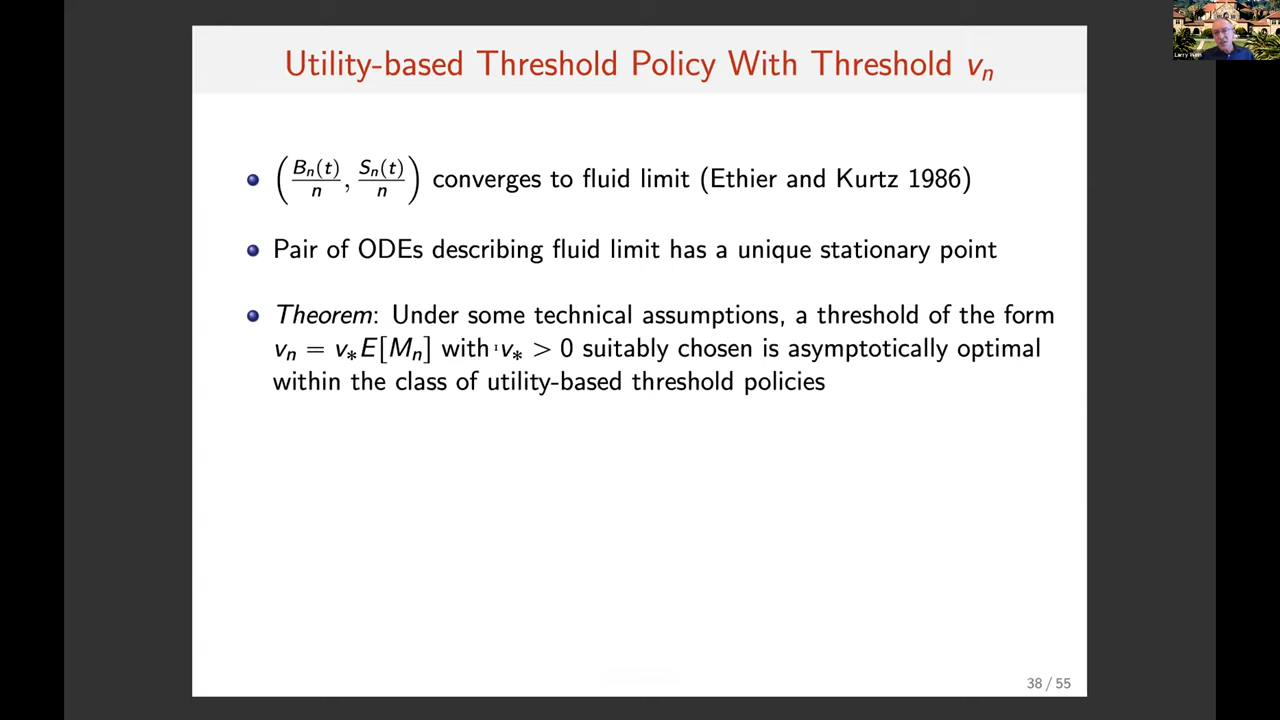 Utility-based Threshold Policy With Threshold vₙ
(Bₙ(t)/n, Sₙ(t)/n) converges to fluid limit (Ethier and Kurtz 1986)
Pair of ODEs describing fluid limit has a unique stationary point
Theorem: Under some technical assumptions, a threshold of the form
vₙ = v_*E[Mₙ] with v_* > 0 suitably chosen is asymptotically optimal
within the class of utility-based threshold policies
38 / 55